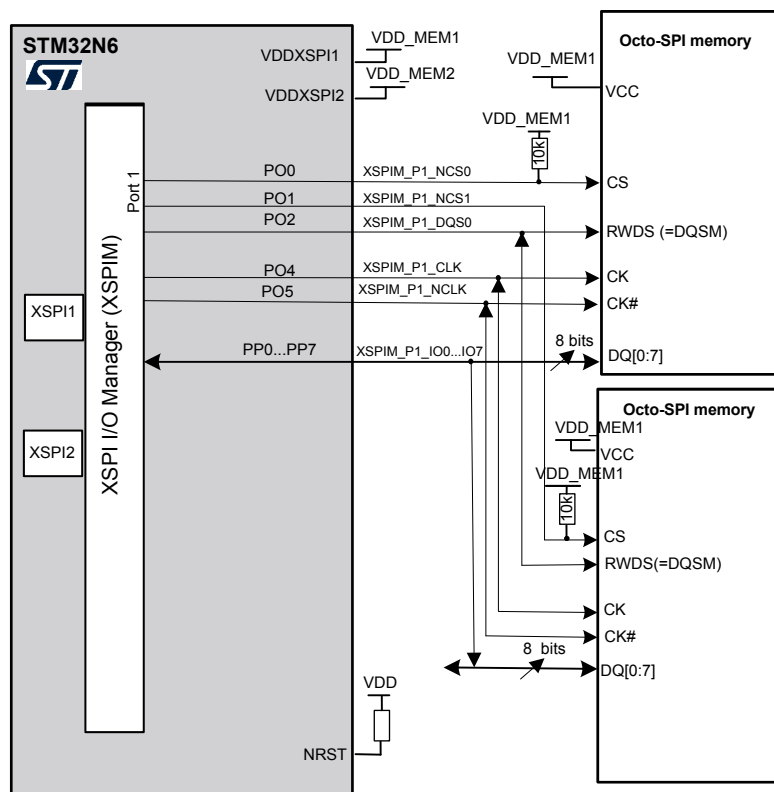 STM32N6
ST
VDDXSPI1
VDD_MEM1
VDDXSPI2
VDD_MEM2
Octo-SPI memory
VDD_MEM1
VCC
VDD_MEM1
10k
Port 1
PO0
XSPIM_P1_NCS0
CS
PO1
XSPIM_P1_NCS1
PO2
XSPIM_P1_DQS0
RWDS (=DQSM)
PO4
XSPIM_P1_CLK
CK
PO5
XSPIM_P1_NCLK
CK#
XSPI1
XSPI I/O Manager (XSPIM)
PP0...PP7
XSPIM_P1_IO0...IO7
8 bits
DQ[0:7]
XSPI2
Octo-SPI memory
VDD_MEM1
VCC
VDD_MEM1
10k
CS
RWDS(=DQSM)
CK
CK#
8 bits
DQ[0:7]
VDD
NRST